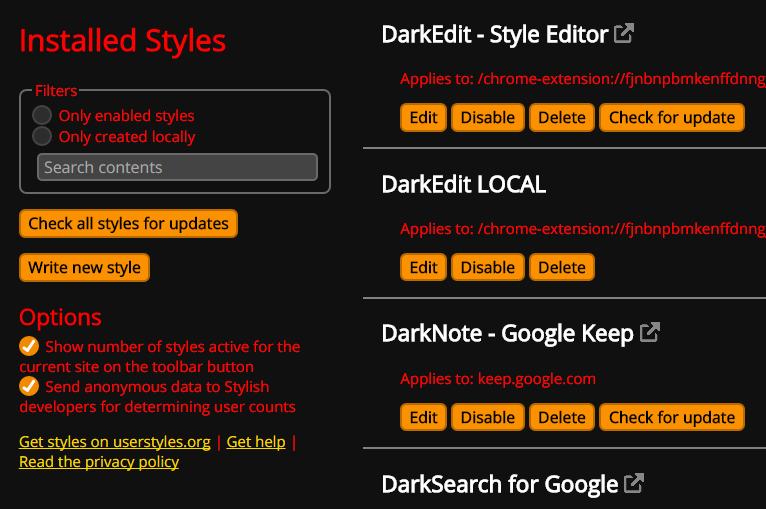 Installed Styles
Filters
Only enabled styles
Only created locally
Search contents
Check all styles for updates
Write new style
Options
Show number of styles active for the
current site on the toolbar button
Send anonymous data to Stylish
developers for determining user counts
Get styles on userstyles.org | Get help |
Read the privacy policy
DarkEdit - Style Editor
Applies to: /chrome-extension://fjnbnpbmkenffdnng
Edit Disable Delete Check for update
DarkEdit LOCAL
Applies to: /chrome-extension://fjnbnpbmkenffdnng
Edit Disable Delete
DarkNote - Google Keep
Applies to: keep.google.com
Edit Disable Delete Check for update
DarkSearch for Google